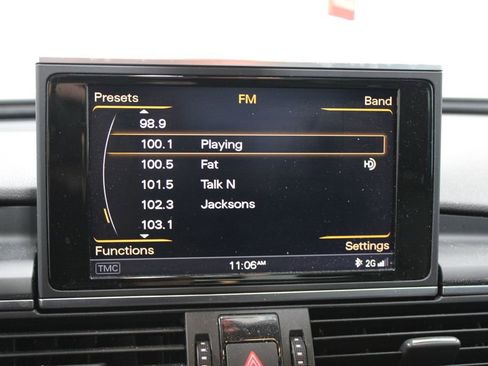 Presets FM Band
98.9
100.1 Playing
100.5 Fat HD
101.5 Talk N
102.3 Jacksons
103.1
Functions Settings
TMC 11:06AM 2G